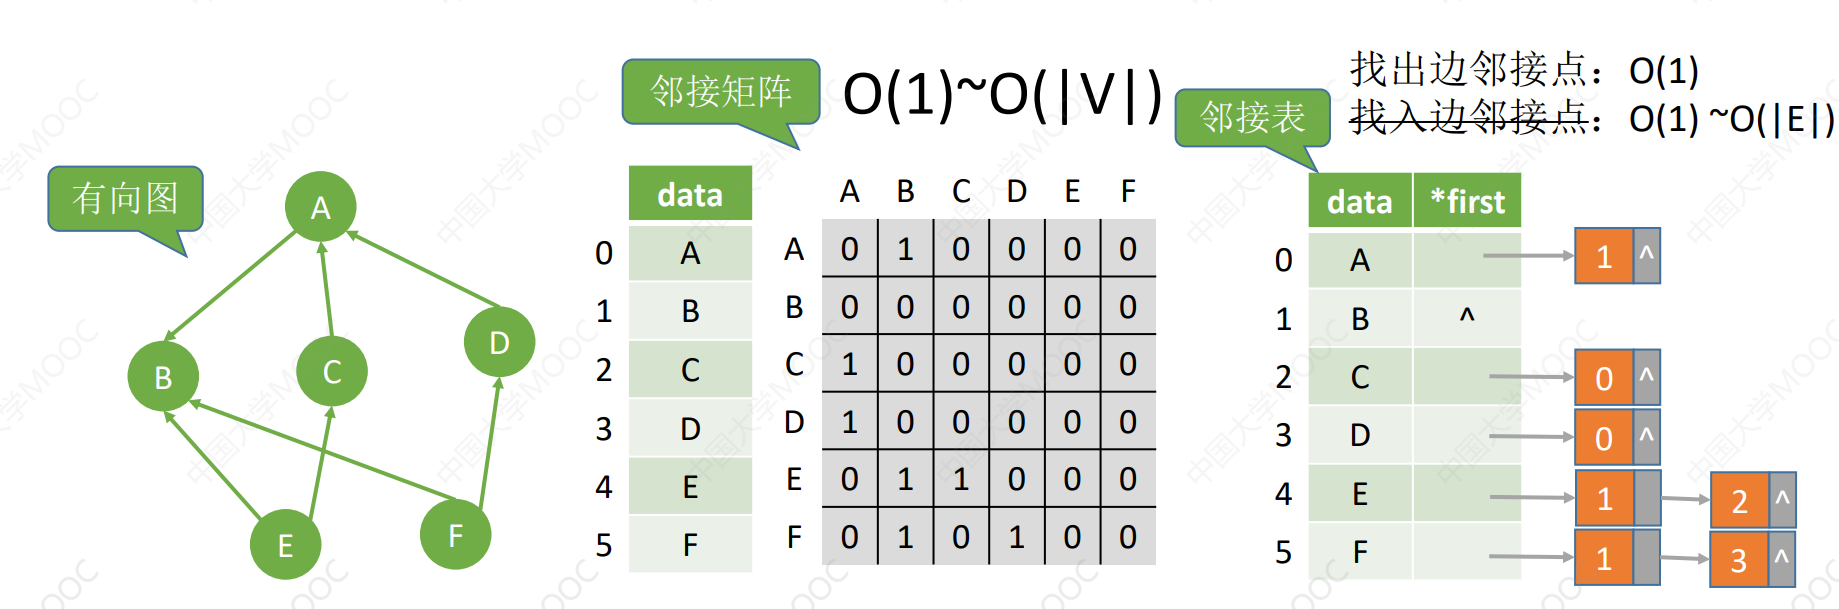 找出边邻接点：O(1)
找入边邻接点：O(1) ~O(|E|)
邻接矩阵
O(1)~O(|V|)
邻接表
有向图
A
B
C
D
E
F
data
0 A
1 B
2 C
3 D
4 E
5 F
A B C D E F
A 0 1 0 0 0 0
B 0 0 0 0 0 0
C 1 0 0 0 0 0
D 1 0 0 0 0 0
E 0 1 1 0 0 0
F 0 1 0 1 0 0
data *first
0 A 1 ^
1 B ^
2 C 0 ^
3 D 0 ^
4 E 1 2 ^
5 F 1 3 ^
中国大学MOOC